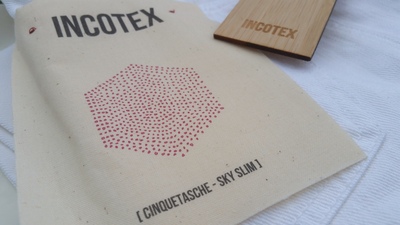 INCOTEX
INCOTEX
[ CINQUETASCHE - SKY SLIM ]